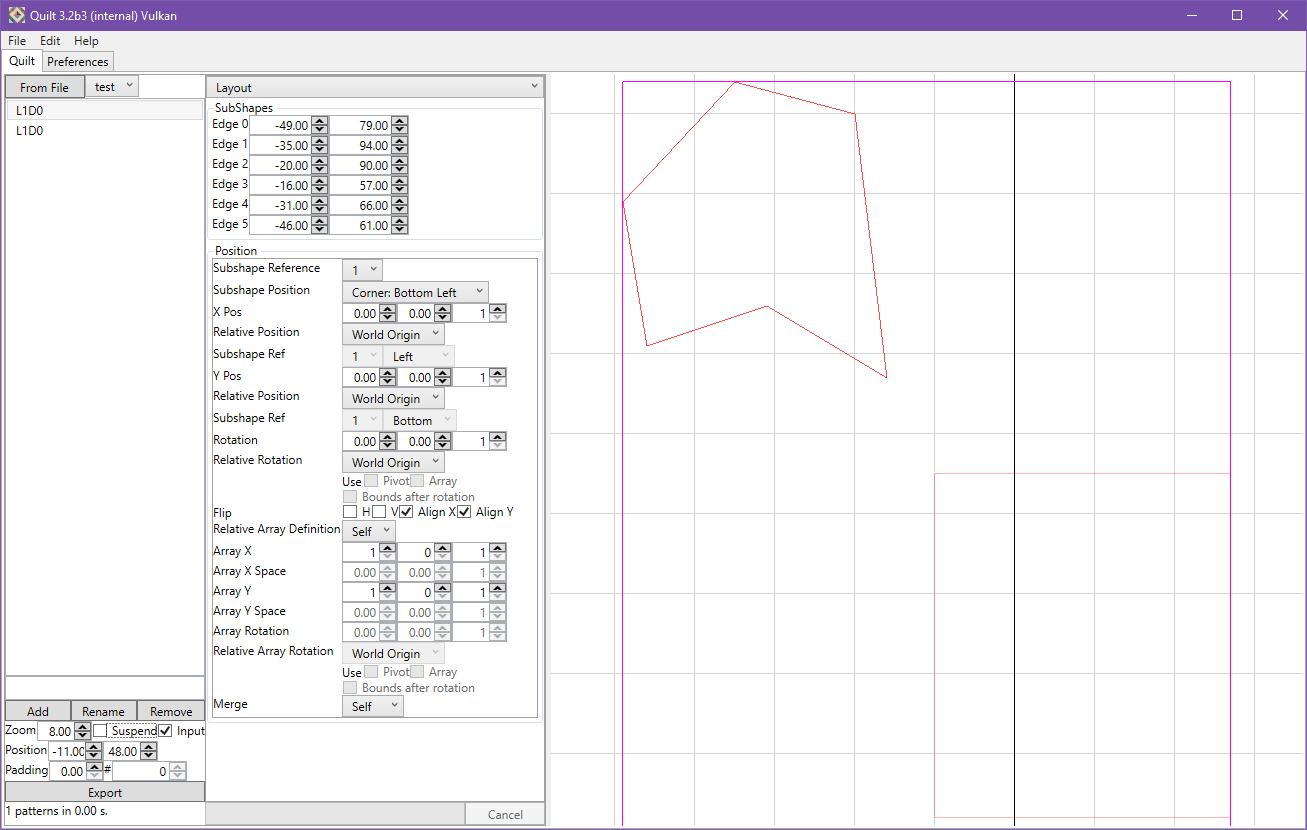 Quilt 3.2b3 (internal) Vulkan
File Edit Help
Quilt Preferences
From File test
L1D0
L1D0
Layout
SubShapes
Edge 0 -49.00 79.00
Edge 1 -35.00 94.00
Edge 2 -20.00 90.00
Edge 3 -16.00 57.00
Edge 4 -31.00 66.00
Edge 5 -46.00 61.00
Position
Subshape Reference 1
Subshape Position Corner: Bottom Left
X Pos 0.00 0.00 1
Relative Position World Origin
Subshape Ref 1 Left
Y Pos 0.00 0.00 1
Relative Position World Origin
Subshape Ref 1 Bottom
Rotation 0.00 0.00 1
Relative Rotation World Origin
Use Pivot Array
Bounds after rotation
Flip H V Align X Align Y
Relative Array Definition Self
Array X 1 0 1
Array X Space 0.00 0.00 1
Array Y 1 0 1
Array Y Space 0.00 0.00 1
Array Rotation 0.00 0.00 1
Relative Array Rotation World Origin
Use Pivot Array
Bounds after rotation
Merge Self
Add Rename Remove
Zoom 8.00 Suspend Input
Position -11.00 48.00
Padding 0.00 # 0
Export
1 patterns in 0.00 s.
Cancel